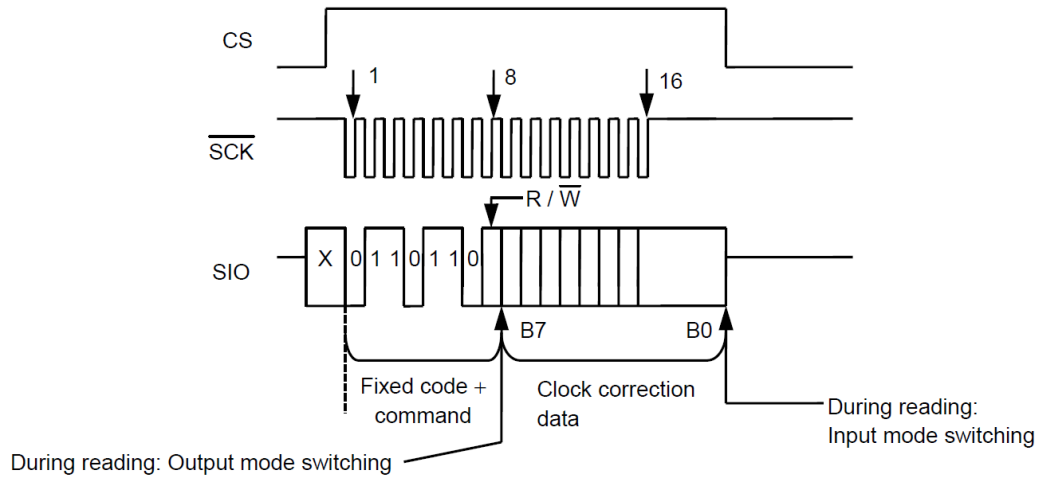 CS
1 8 16
SCK
R / W
X 0 1 1 0 1 1 0
SIO
B7 B0
Fixed code +
command
Clock correction
data
During reading:
Input mode switching
During reading: Output mode switching